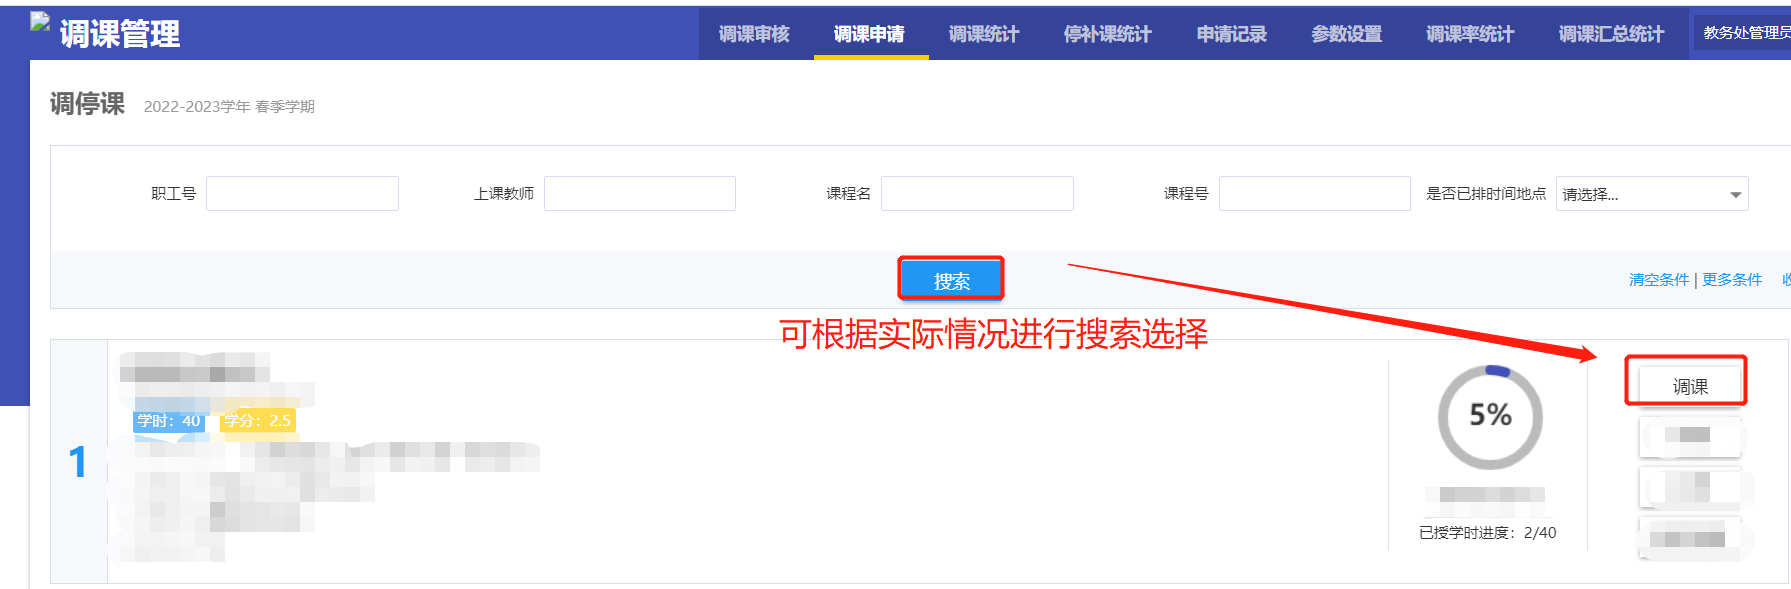 调课管理
调课审核 调课申请 调课统计 停补课统计 申请记录 参数设置 调课率统计 调课汇总统计 教务处管理员
调停课 2022-2023学年 春季学期
职工号 上课教师 课程名 课程号 是否已排时间地点 请选择...
搜索 清空条件 | 更多条件
可根据实际情况进行搜索选择
调课
学时：40 学分：2.5
5%
1
已授学时进度：2/40